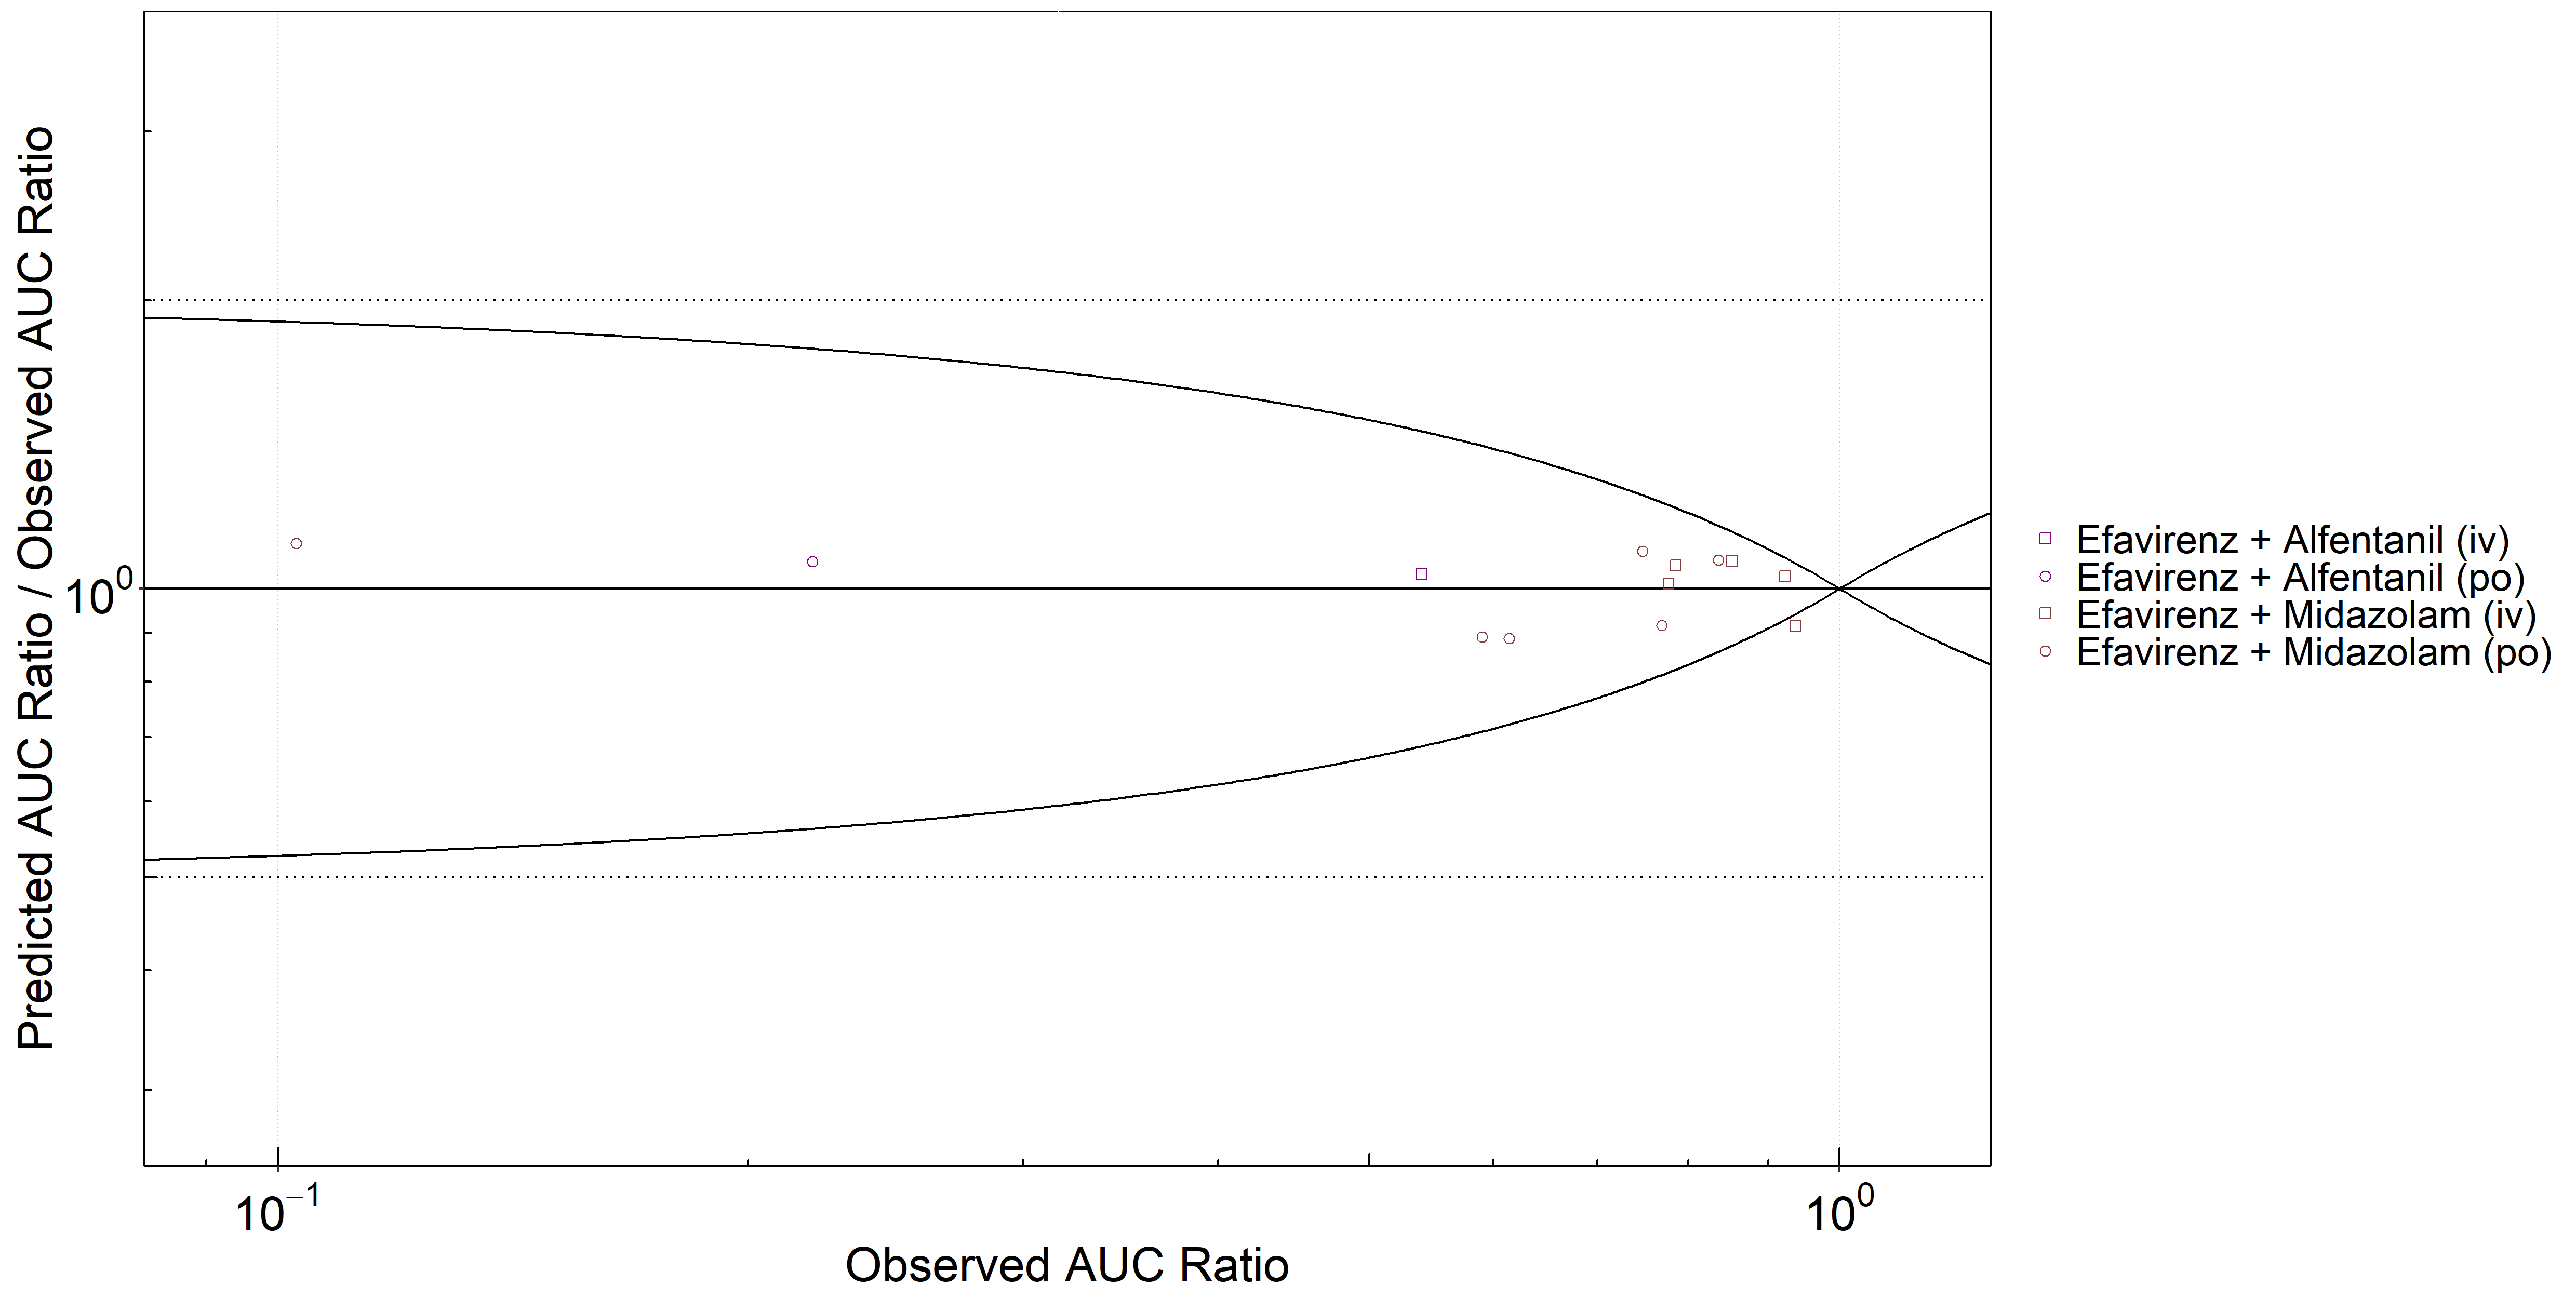 Predicted AUC Ratio / Observed AUC Ratio
10⁰
10⁻¹
10⁰
Observed AUC Ratio
Efavirenz + Alfentanil (iv)
Efavirenz + Alfentanil (po)
Efavirenz + Midazolam (iv)
Efavirenz + Midazolam (po)